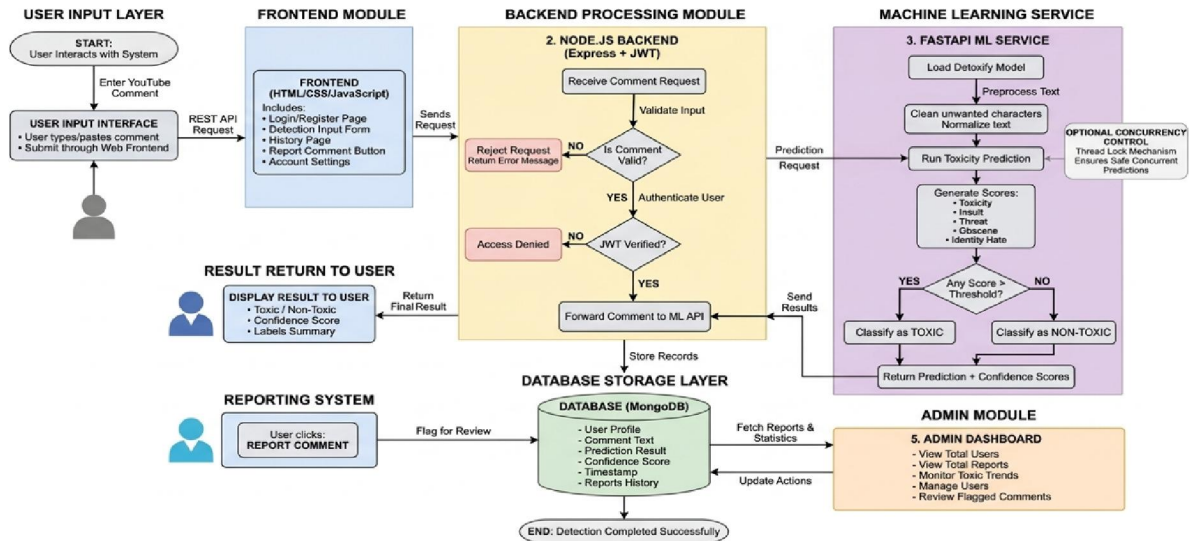 USER INPUT LAYER
START:
User Interacts with System
Enter YouTube
Comment
USER INPUT INTERFACE
• User types/pastes comment
• Submit through Web Frontend
REST API
Request
FRONTEND MODULE
FRONTEND
(HTML/CSS/JavaScript)
Includes:
• Login/Register Page
• Detection Input Form
• History Page
• Report Comment Button
• Account Settings
Sends
Request
BACKEND PROCESSING MODULE
2. NODE.JS BACKEND
(Express + JWT)
Receive Comment Request
Validate Input
Is Comment
Valid?
NO
Reject Request
Return Error Message
YES
Authenticate User
JWT Verified?
NO
Access Denied
YES
Forward Comment to ML API
Prediction
Request
MACHINE LEARNING SERVICE
3. FASTAPI ML SERVICE
Load Detoxify Model
Preprocess Text
Clean unwanted characters
Normalize text
Run Toxicity Prediction
OPTIONAL CONCURRENCY
CONTROL
Thread Lock Mechanism
Ensures Safe Concurrent
Predictions
Generate Scores:
• Toxicity
• Insult
• Threat
• Gbscene
• Identity Hate
Any Score >
Threshold?
YES
NO
Classify as TOXIC
Classify as NON-TOXIC
Return Prediction + Confidence Scores
Send
Results
RESULT RETURN TO USER
DISPLAY RESULT TO USER
• Toxic / Non-Toxic
• Confidence Score
• Labels Summary
Return
Final Result
Store Records
DATABASE STORAGE LAYER
DATABASE (MongoDB)
- User Profile
- Comment Text
- Prediction Result
- Confidence Score
- Timestamp
- Reports History
REPORTING SYSTEM
User clicks:
REPORT COMMENT
Flag for Review
Fetch Reports &
Statistics
Update Actions
ADMIN MODULE
5. ADMIN DASHBOARD
- View Total Users
- View Total Reports
- Monitor Toxic Trends
- Manage Users
- Review Flagged Comments
END: Detection Completed Successfully